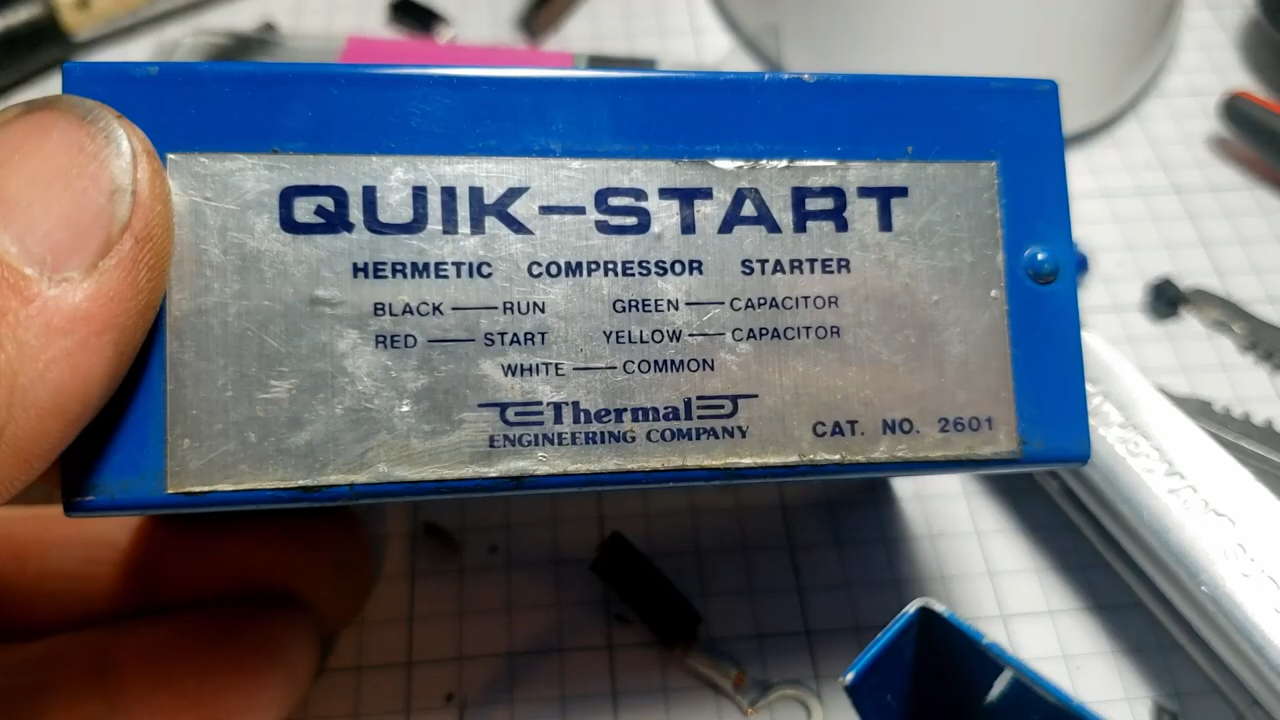 QUIK-START
HERMETIC COMPRESSOR STARTER
BLACK — RUN GREEN — CAPACITOR
RED — START YELLOW — CAPACITOR
WHITE — COMMON
Thermal
ENGINEERING COMPANY
CAT. NO. 2601